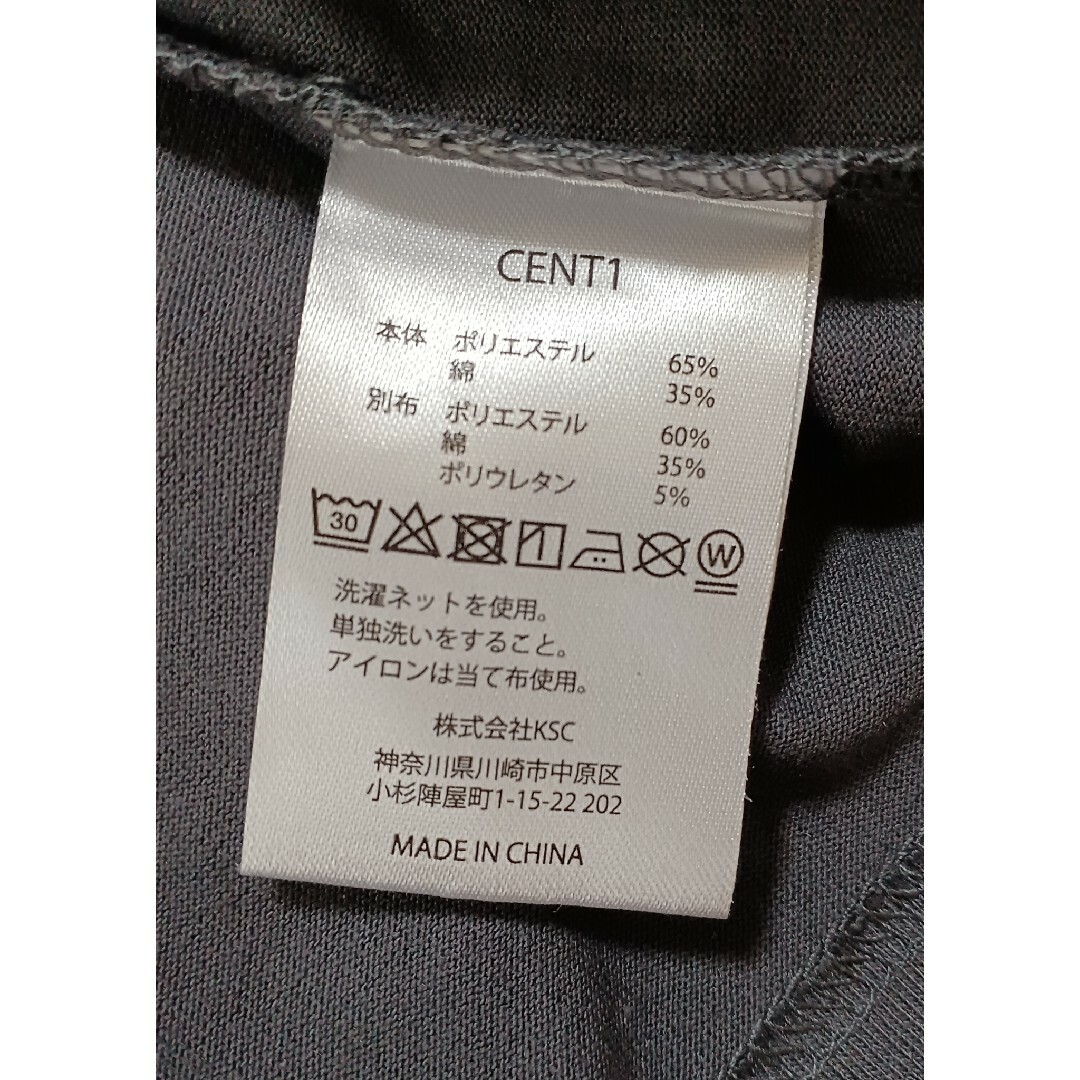 CENT1
本体 ポリエステル 65%
綿 35%
別布 ポリエステル 60%
綿 35%
ポリウレタン 5%
30 W
洗濯ネットを使用。
単独洗いをすること。
アイロンは当て布使用。
株式会社KSC
神奈川県川崎市中原区
小杉陣屋町1-15-22 202
MADE IN CHINA